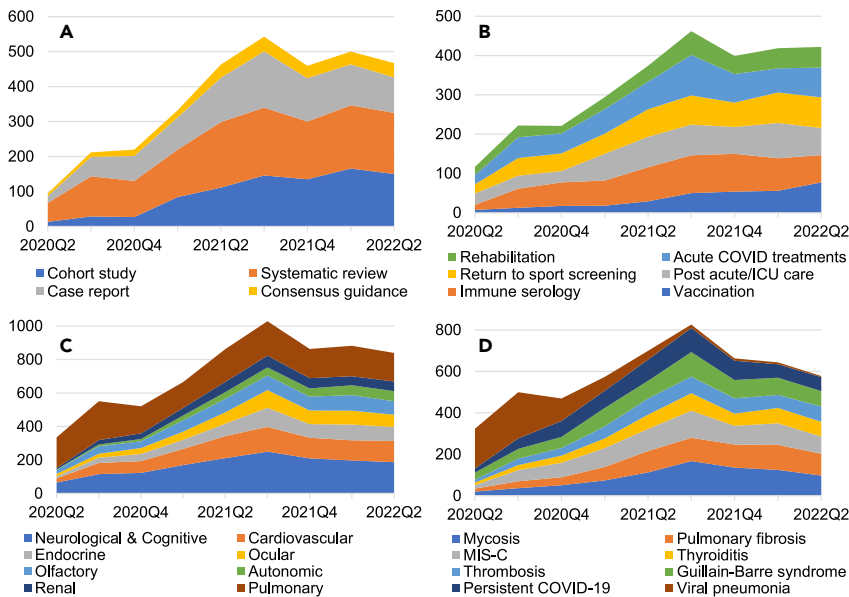 A
600
500
400
300
200
100
0
2020Q2 2020Q4 2021Q2 2021Q4 2022Q2
Cohort study Systematic review
Case report Consensus guidance
B
500
400
300
200
100
0
2020Q2 2020Q4 2021Q2 2021Q4 2022Q2
Rehabilitation Acute COVID treatments
Return to sport screening Post acute/ICU care
Immune serology Vaccination
C
1000
800
600
400
200
0
2020Q2 2020Q4 2021Q2 2021Q4 2022Q2
Neurological & Cognitive Cardiovascular
Endocrine Ocular
Olfactory Autonomic
Renal Pulmonary
D
800
600
400
200
0
2020Q2 2020Q4 2021Q2 2021Q4 2022Q2
Mycosis Pulmonary fibrosis
MIS-C Thyroiditis
Thrombosis Guillain-Barre syndrome
Persistent COVID-19 Viral pneumonia